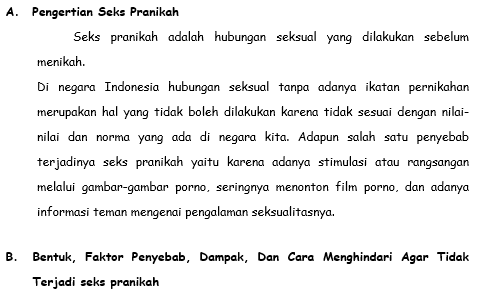 A. Pengertian Seks Pranikah
Seks pranikah adalah hubungan seksual yang dilakukan sebelum
menikah.
Di negara Indonesia hubungan seksual tanpa adanya ikatan pernikahan
merupakan hal yang tidak boleh dilakukan karena tidak sesuai dengan nilai-
nilai dan norma yang ada di negara kita. Adapun salah satu penyebab
terjadinya seks pranikah yaitu karena adanya stimulasi atau rangsangan
melalui gambar-gambar porno, seringnya menonton film porno, dan adanya
informasi teman mengenai pengalaman seksualitasnya.
B. Bentuk, Faktor Penyebab, Dampak, Dan Cara Menghindari Agar Tidak
Terjadi seks pranikah